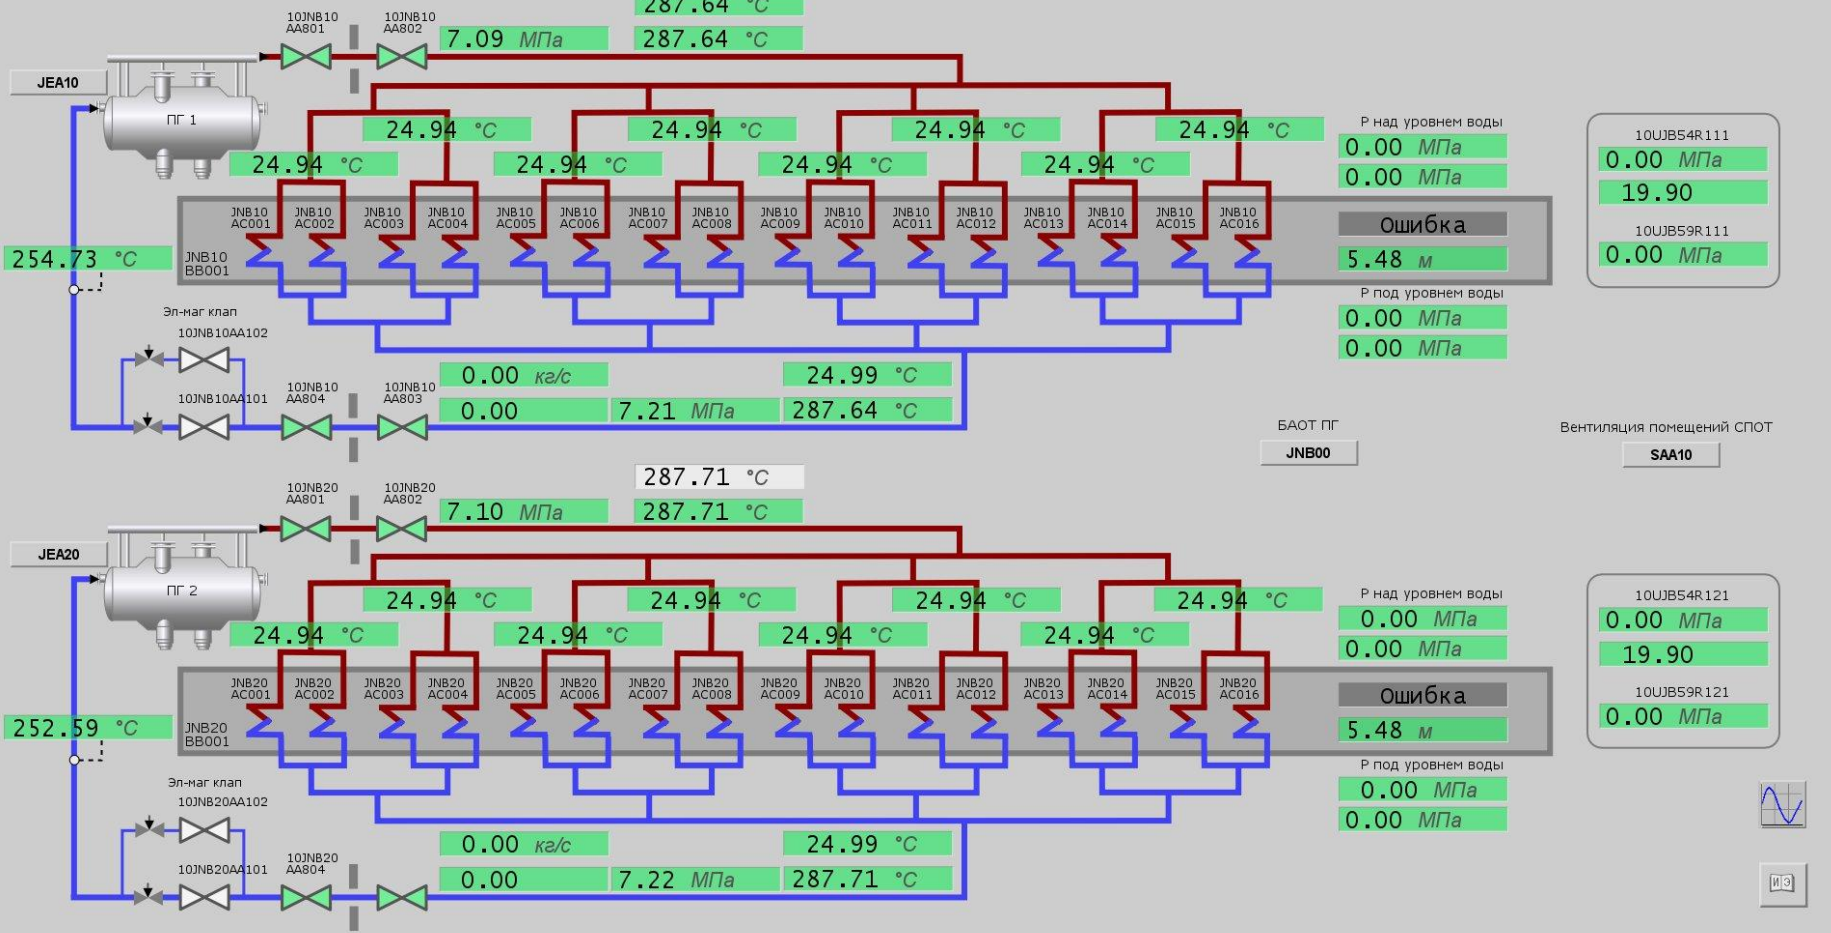 287.64 °C
10JNB10
AA801
10JNB10
AA802
7.09 МПа
287.64 °C
JEA10
ПГ 1
24.94 °C
24.94 °C
24.94 °C
24.94 °C
24.94 °C
24.94 °C
24.94 °C
24.94 °C
Р над уровнем воды
0.00 МПа
0.00 МПа
10UJB54R111
0.00 МПа
19.90
10UJB59R111
0.00 МПа
JNB10
AC001
JNB10
AC002
JNB10
AC003
JNB10
AC004
JNB10
AC005
JNB10
AC006
JNB10
AC007
JNB10
AC008
JNB10
AC009
JNB10
AC010
JNB10
AC011
JNB10
AC012
JNB10
AC013
JNB10
AC014
JNB10
AC015
JNB10
AC016
Ошибка
JNB10
BB001
5.48 м
254.73 °C
Р под уровнем воды
0.00 МПа
0.00 МПа
Эл-маг клап
10JNB10AA102
10JNB10AA101
10JNB10
AA804
10JNB10
AA803
0.00 кг/с
24.99 °C
0.00
7.21 МПа
287.64 °C
БАОТ ПГ
JNB00
Вентиляция помещений СПОТ
SAA10
287.71 °C
10JNB20
AA801
10JNB20
AA802
7.10 МПа
287.71 °C
JEA20
ПГ 2
24.94 °C
24.94 °C
24.94 °C
24.94 °C
24.94 °C
24.94 °C
24.94 °C
24.94 °C
Р над уровнем воды
0.00 МПа
0.00 МПа
10UJB54R121
0.00 МПа
19.90
10UJB59R121
0.00 МПа
JNB20
AC001
JNB20
AC002
JNB20
AC003
JNB20
AC004
JNB20
AC005
JNB20
AC006
JNB20
AC007
JNB20
AC008
JNB20
AC009
JNB20
AC010
JNB20
AC011
JNB20
AC012
JNB20
AC013
JNB20
AC014
JNB20
AC015
JNB20
AC016
Ошибка
JNB20
BB001
5.48 м
252.59 °C
Р под уровнем воды
0.00 МПа
0.00 МПа
Эл-маг клап
10JNB20AA102
10JNB20AA101
10JNB20
AA804
0.00 кг/с
24.99 °C
0.00
7.22 МПа
287.71 °C
ИЭ